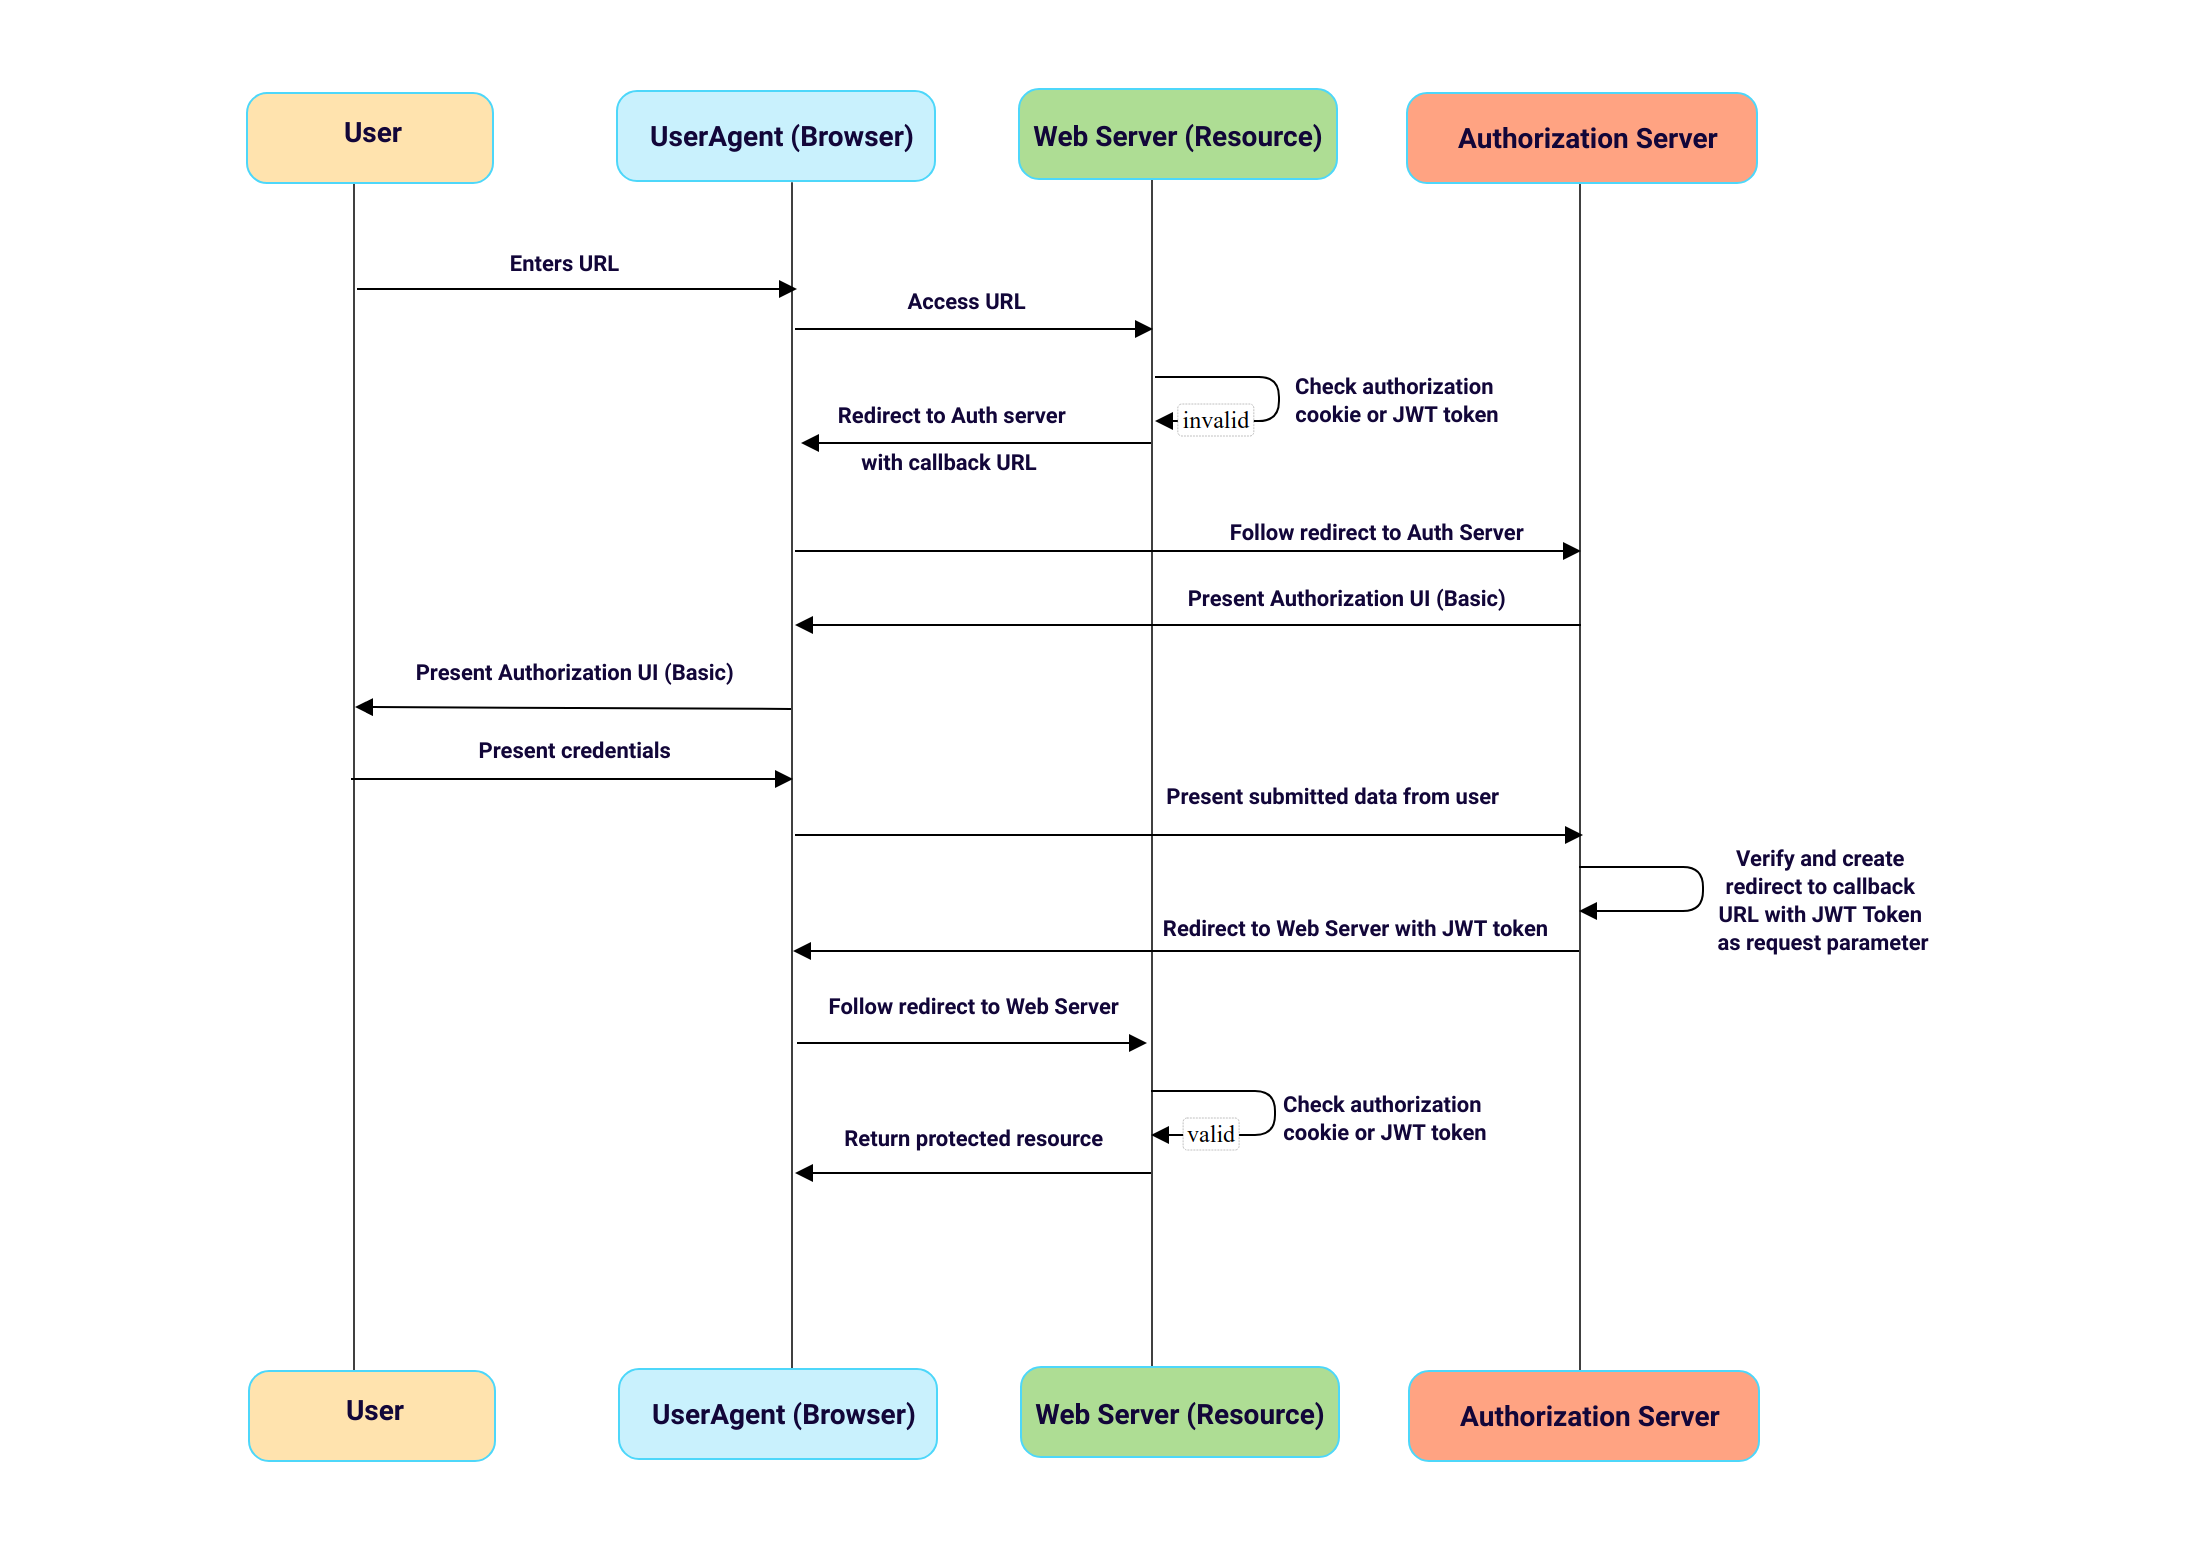 User
UserAgent (Browser)
Web Server (Resource)
Authorization Server
Enters URL
Access URL
Check authorization
cookie or JWT token
invalid
Redirect to Auth server
with callback URL
Follow redirect to Auth Server
Present Authorization UI (Basic)
Present Authorization UI (Basic)
Present credentials
Present submitted data from user
Verify and create
redirect to callback
URL with JWT Token
as request parameter
Redirect to Web Server with JWT token
Follow redirect to Web Server
Check authorization
cookie or JWT token
valid
Return protected resource
User
UserAgent (Browser)
Web Server (Resource)
Authorization Server